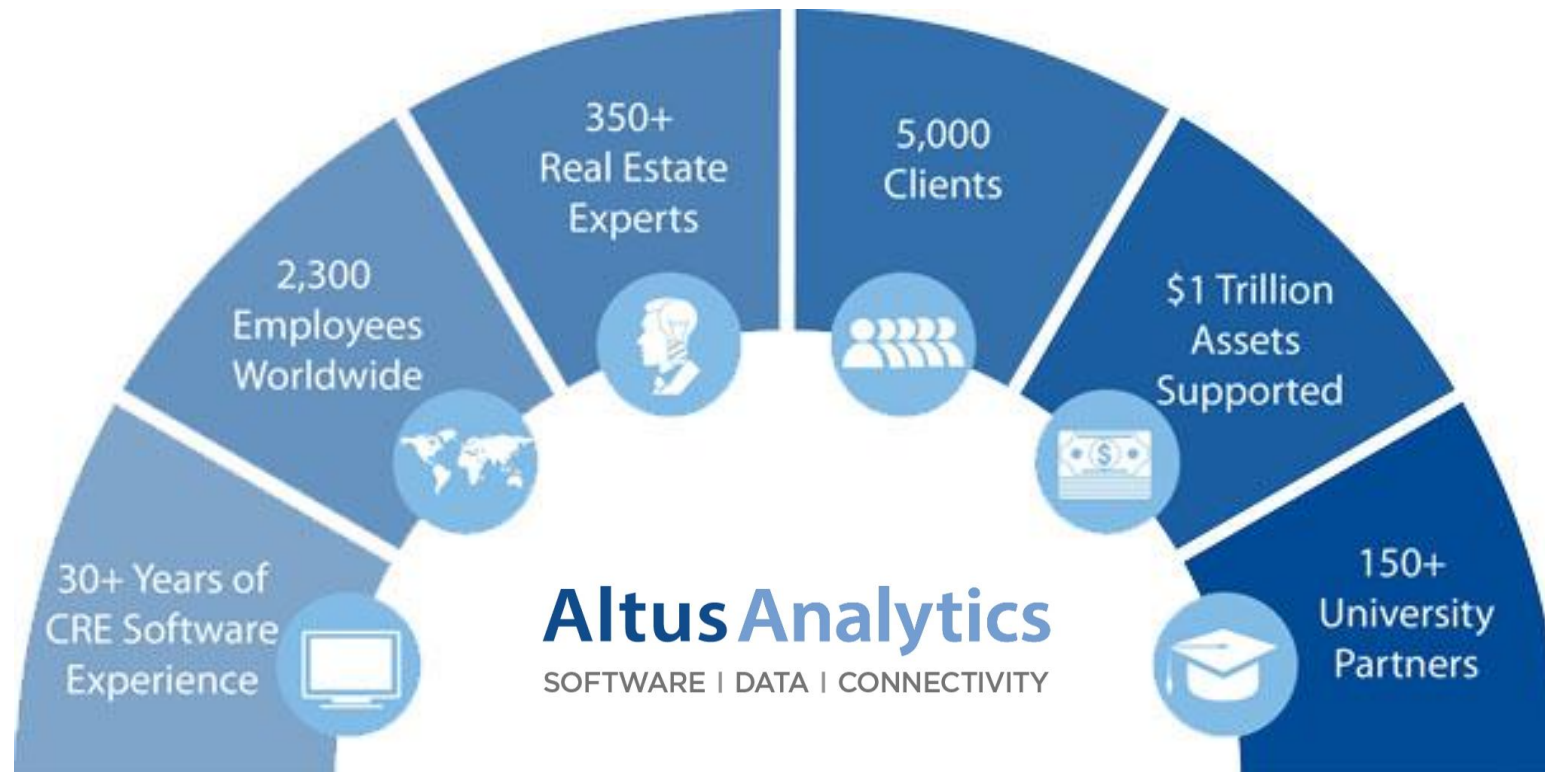 30+ Years of
CRE Software
Experience
2,300
Employees
Worldwide
350+
Real Estate
Experts
5,000
Clients
$1 Trillion
Assets
Supported
150+
University
Partners
Altus Analytics
SOFTWARE | DATA | CONNECTIVITY